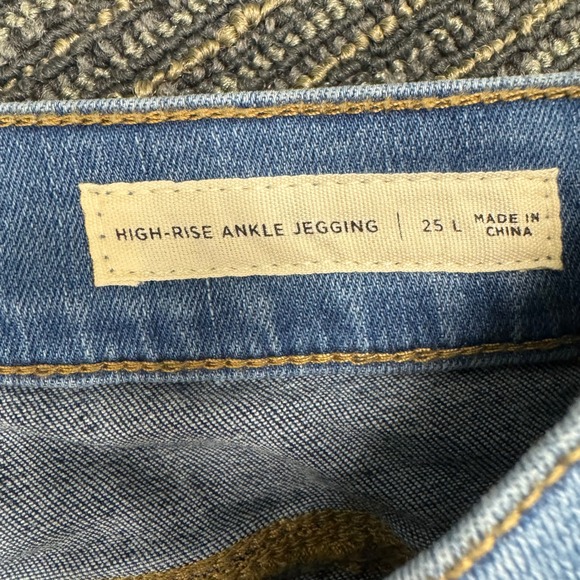 HIGH-RISE ANKLE JEGGING | 25 L MADE IN
CHINA